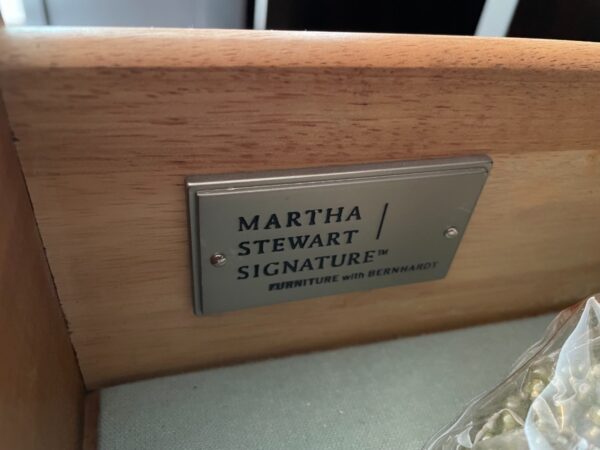 MARTHA
STEWART
SIGNATURE™
FURNITURE with BERNHARDT